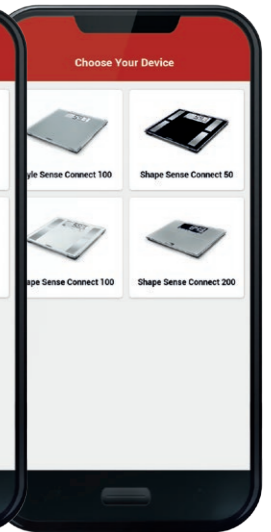 Choose Your Device
yle Sense Connect 100
Shape Sense Connect 50
ape Sense Connect 100
Shape Sense Connect 200